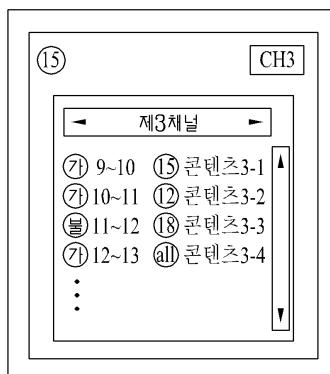 15 CH3
◄ 제3채널 ►
가 9~10 15 콘텐츠3-1
가 10~11 12 콘텐츠3-2
불 11~12 18 콘텐츠3-3
가 12~13 all 콘텐츠3-4